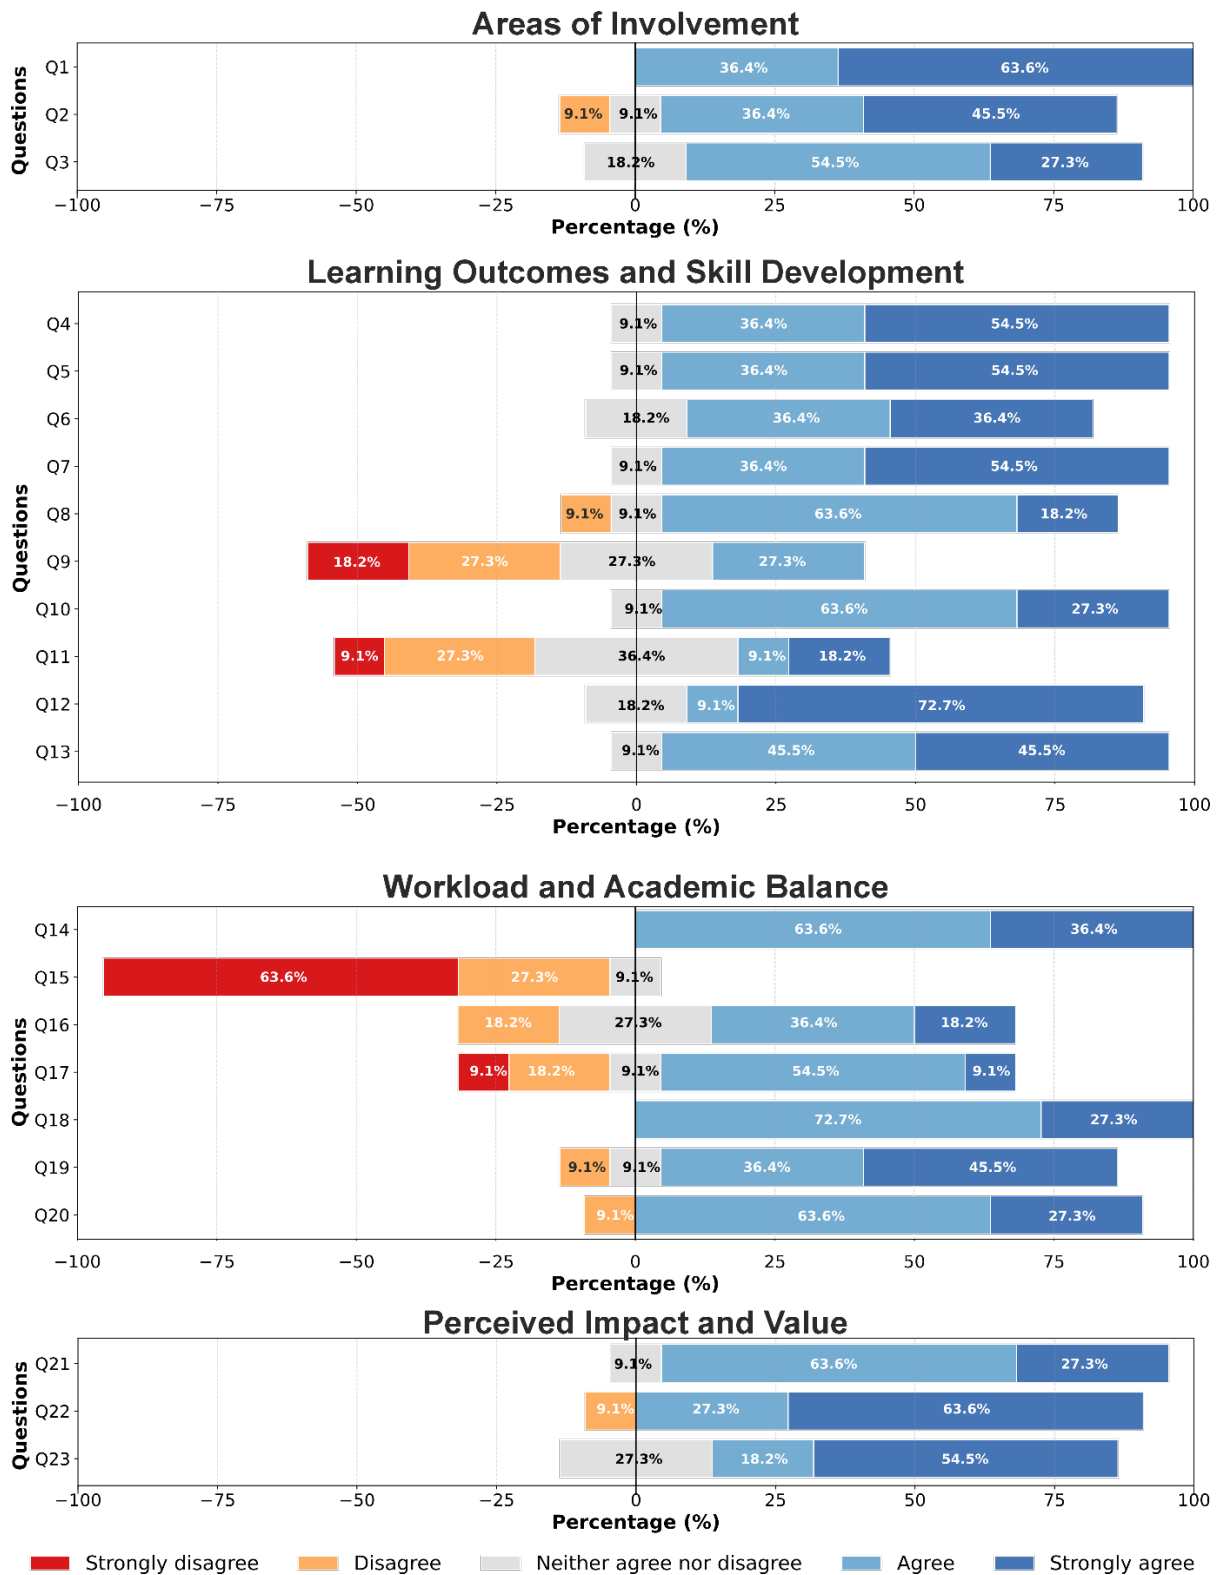 Areas of Involvement
Questions
Q1 36.4% 63.6%
Q2 9.1% 9.1% 36.4% 45.5%
Q3 18.2% 54.5% 27.3%
−100 −75 −50 −25 0 25 50 75 100
Percentage (%)
Learning Outcomes and Skill Development
Questions
Q4 9.1% 36.4% 54.5%
Q5 9.1% 36.4% 54.5%
Q6 18.2% 36.4% 36.4%
Q7 9.1% 36.4% 54.5%
Q8 9.1% 9.1% 63.6% 18.2%
Q9 18.2% 27.3% 27.3% 27.3%
Q10 9.1% 63.6% 27.3%
Q11 9.1% 27.3% 36.4% 9.1% 18.2%
Q12 18.2% 9.1% 72.7%
Q13 9.1% 45.5% 45.5%
−100 −75 −50 −25 0 25 50 75 100
Percentage (%)
Workload and Academic Balance
Questions
Q14 63.6% 36.4%
Q15 63.6% 27.3% 9.1%
Q16 18.2% 27.3% 36.4% 18.2%
Q17 9.1% 18.2% 9.1% 54.5% 9.1%
Q18 72.7% 27.3%
Q19 9.1% 9.1% 36.4% 45.5%
Q20 9.1% 63.6% 27.3%
−100 −75 −50 −25 0 25 50 75 100
Percentage (%)
Perceived Impact and Value
Questions
Q21 9.1% 63.6% 27.3%
Q22 9.1% 27.3% 63.6%
Q23 27.3% 18.2% 54.5%
−100 −75 −50 −25 0 25 50 75 100
Percentage (%)
Strongly disagree Disagree Neither agree nor disagree Agree Strongly agree